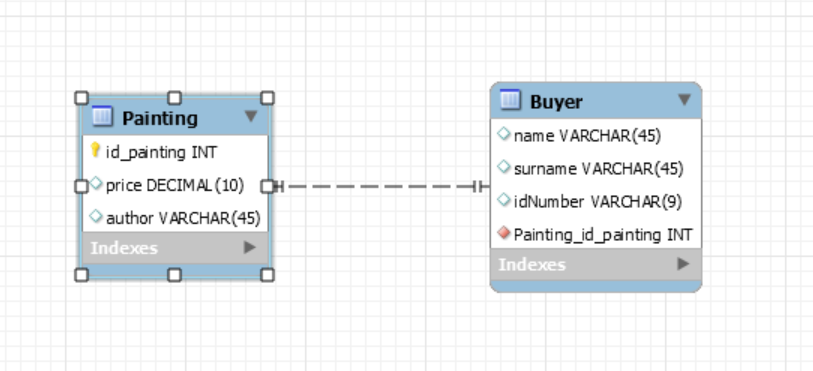 Painting
id_painting INT
price DECIMAL(10)
author VARCHAR(45)
Indexes
Buyer
name VARCHAR(45)
surname VARCHAR(45)
idNumber VARCHAR(9)
Painting_id_painting INT
Indexes